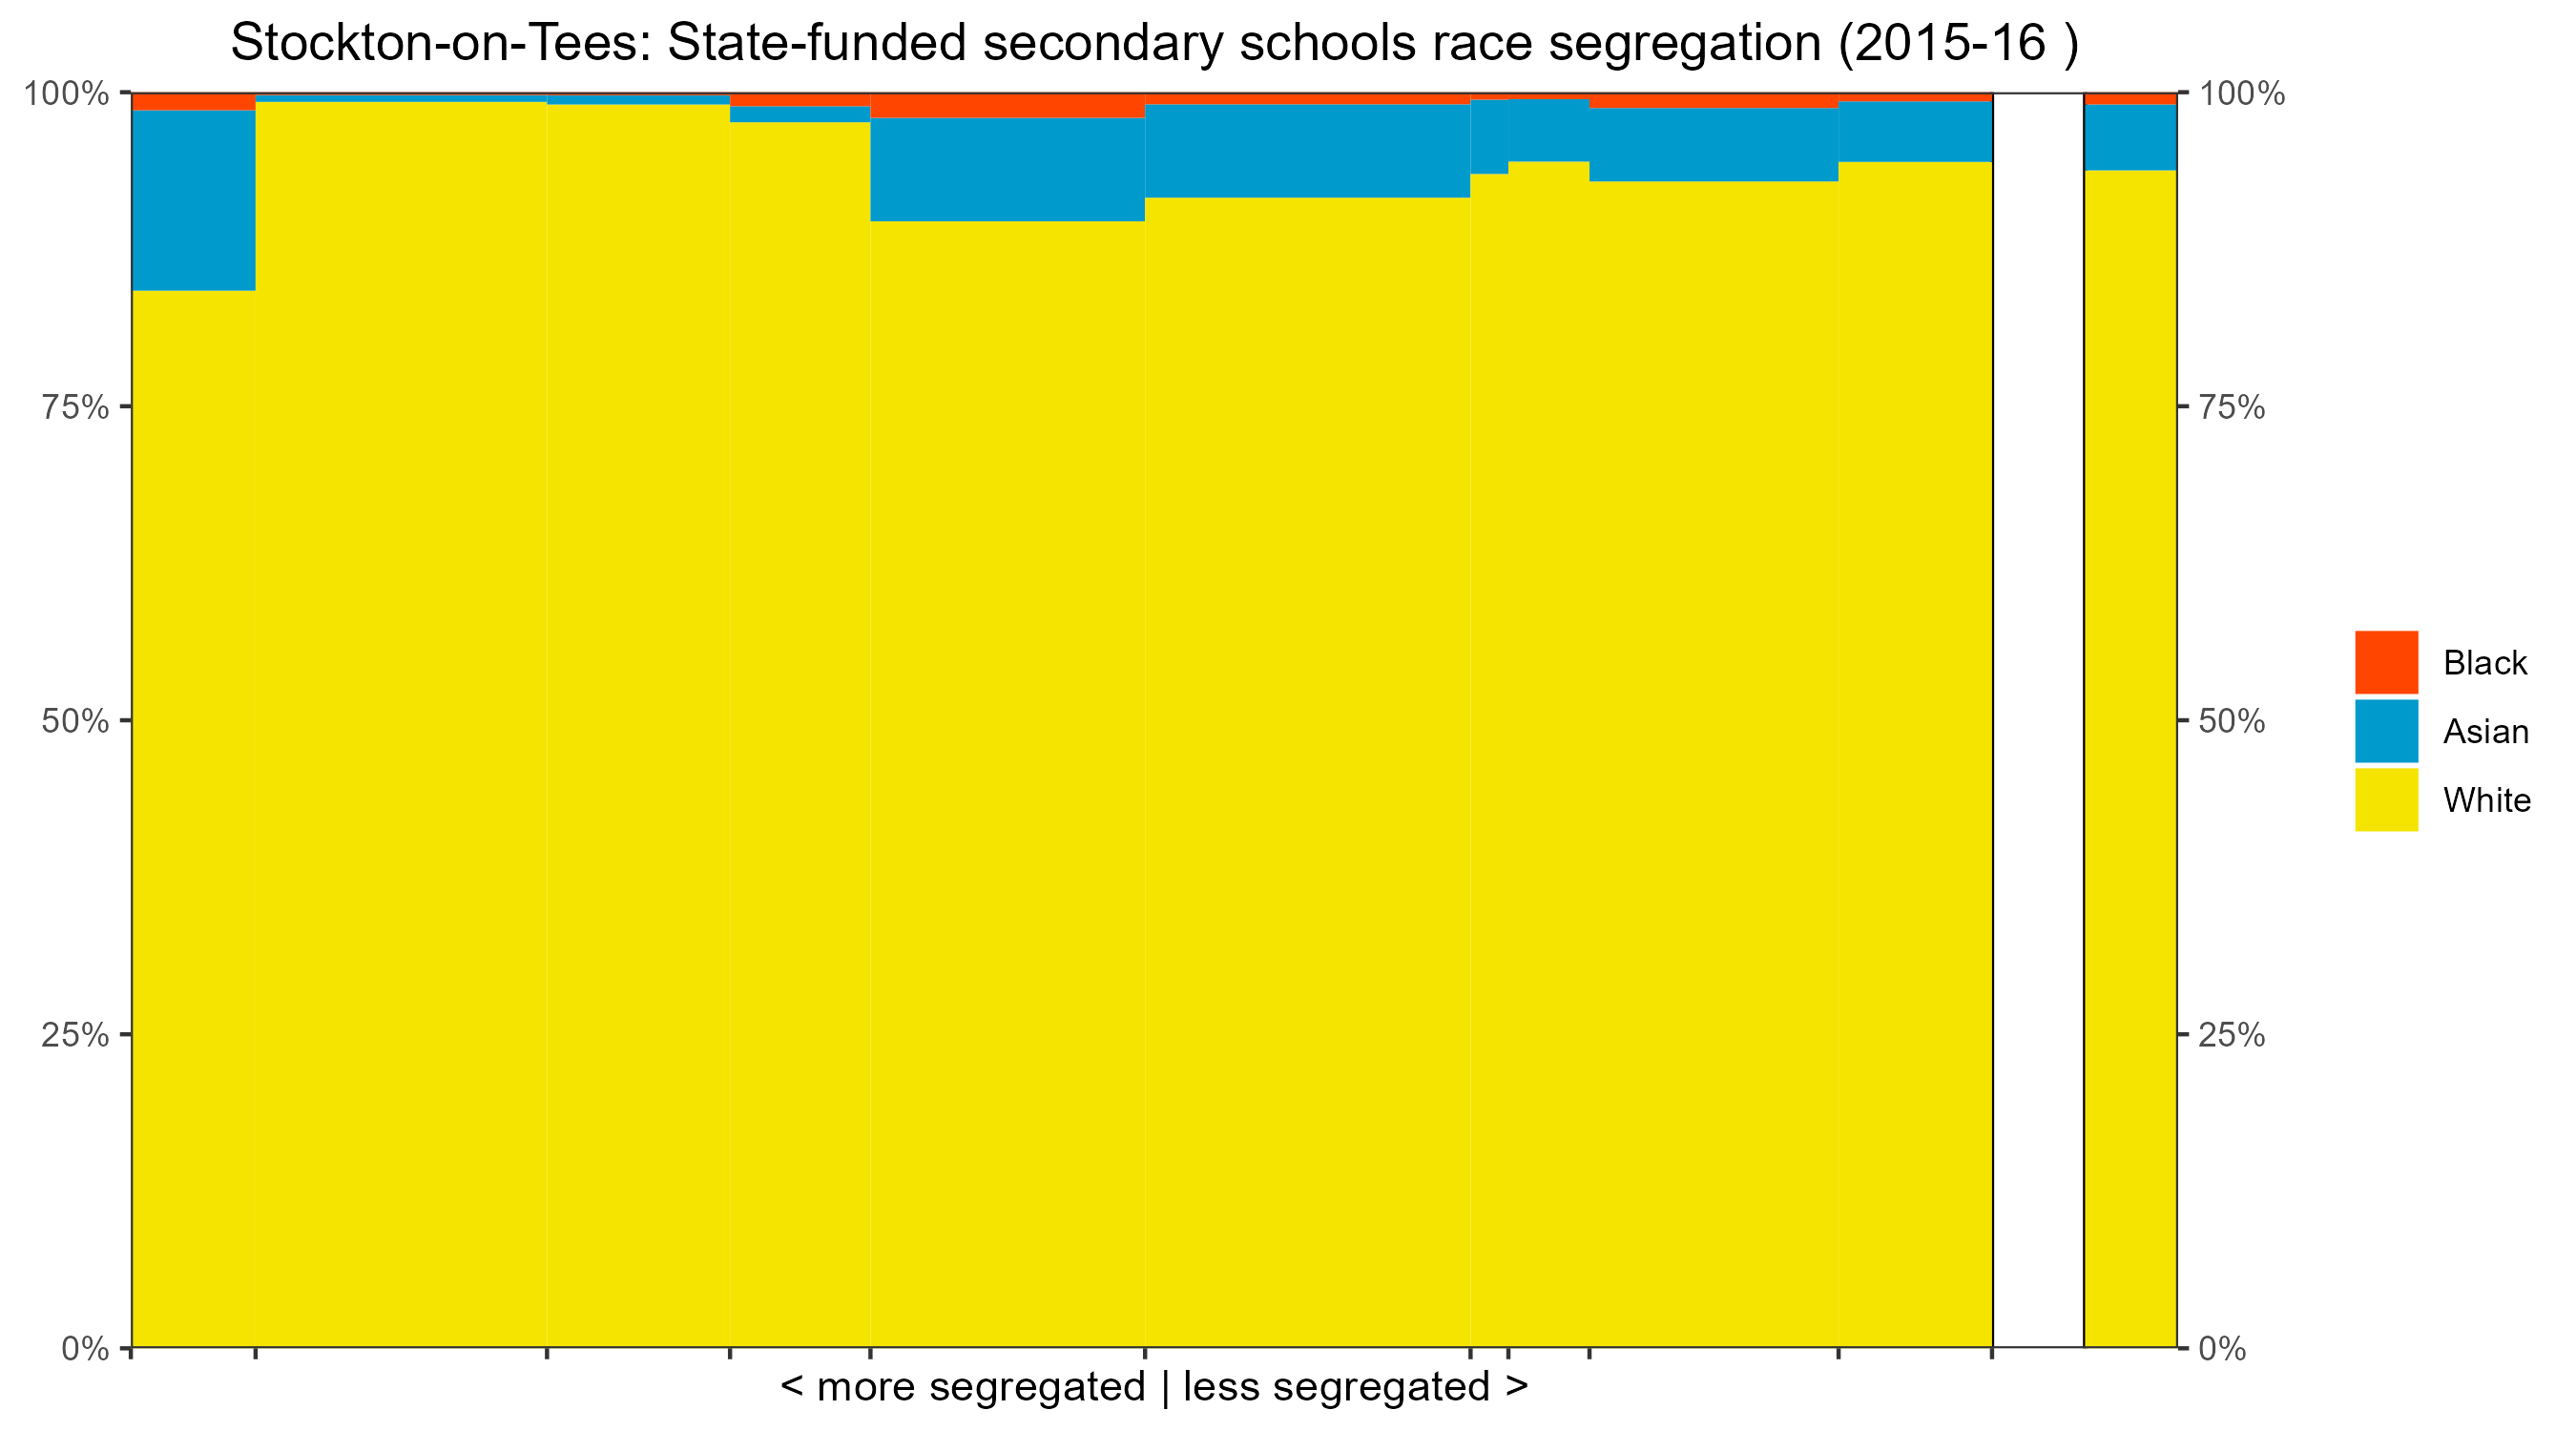 Stockton-on-Tees: State-funded secondary schools race segregation (2015-16 )
100%
100%
75%
75%
50%
50%
25%
25%
0%
0%
Black
Asian
White
< more segregated | less segregated >